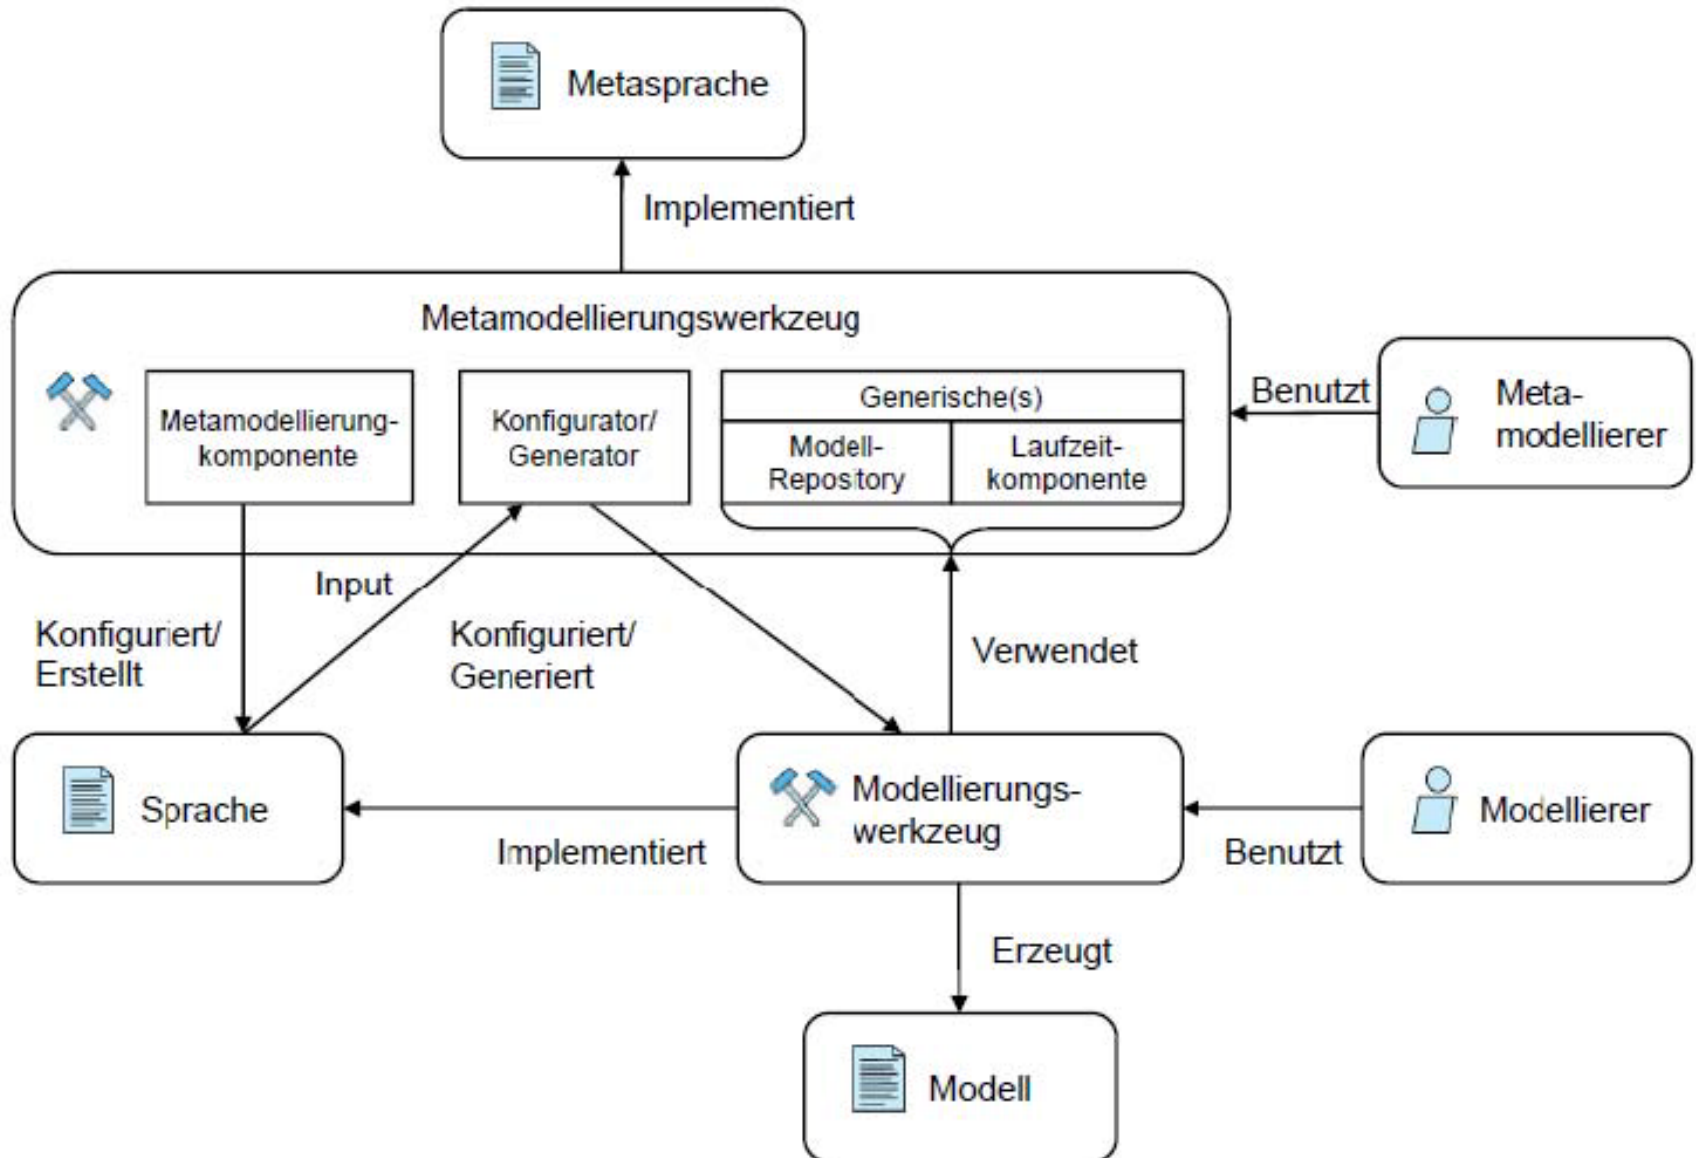 Metasprache
Implementiert
Metamodellierungswerkzeug
Metamodellierung-
komponente
Konfigurator/
Generator
Generische(s)
Modell-
Repository
Laufzeit-
komponente
Benutzt
Meta-
modellierer
Input
Konfiguriert/
Erstellt
Konfiguriert/
Generiert
Verwendet
Sprache
Implementiert
Modellierungs-
werkzeug
Benutzt
Modellierer
Erzeugt
Modell